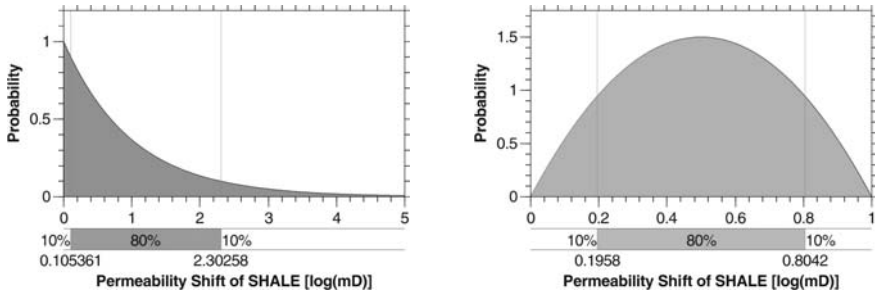 1
0.5
0
Probability
0 1 2 3 4 5
10% 80% 10%
0.105361 2.30258
Permeability Shift of SHALE [log(mD)]
1.5
1
0.5
0
Probability
0 0.2 0.4 0.6 0.8 1
10% 80% 10%
0.1958 0.8042
Permeability Shift of SHALE [log(mD)]